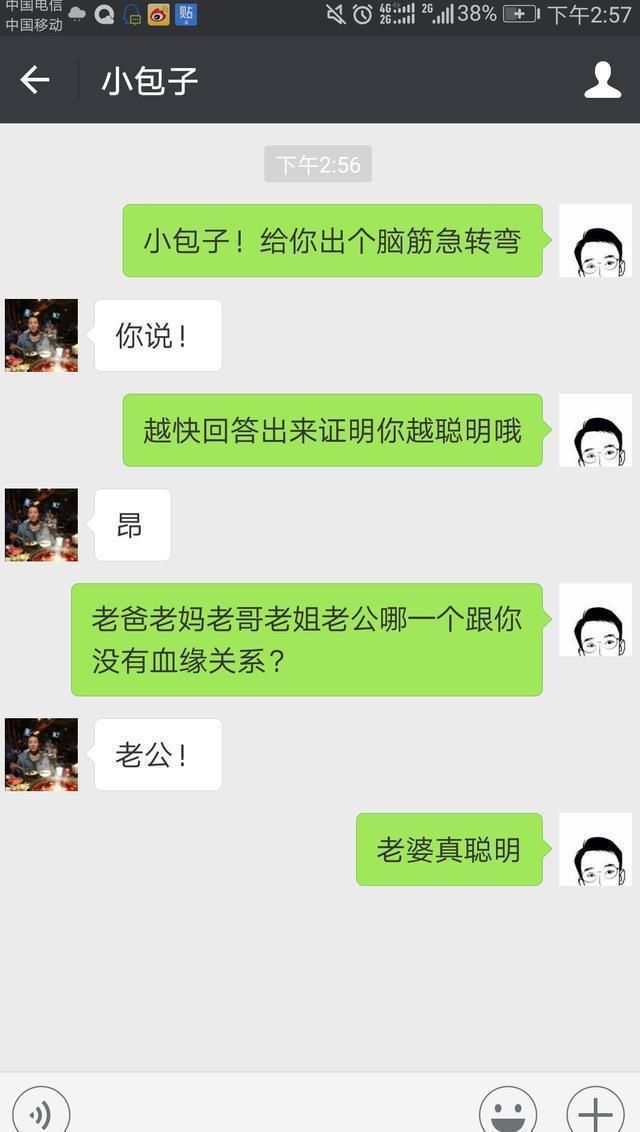 中国电信
中国移动
贴
4G
2G
2G
38%
下午2:57
小包子
下午2:56
小包子！给你出个脑筋急转弯
你说！
越快回答出来证明你越聪明哦
昂
老爸老妈老哥老姐老公哪一个跟你
没有血缘关系？
老公！
老婆真聪明